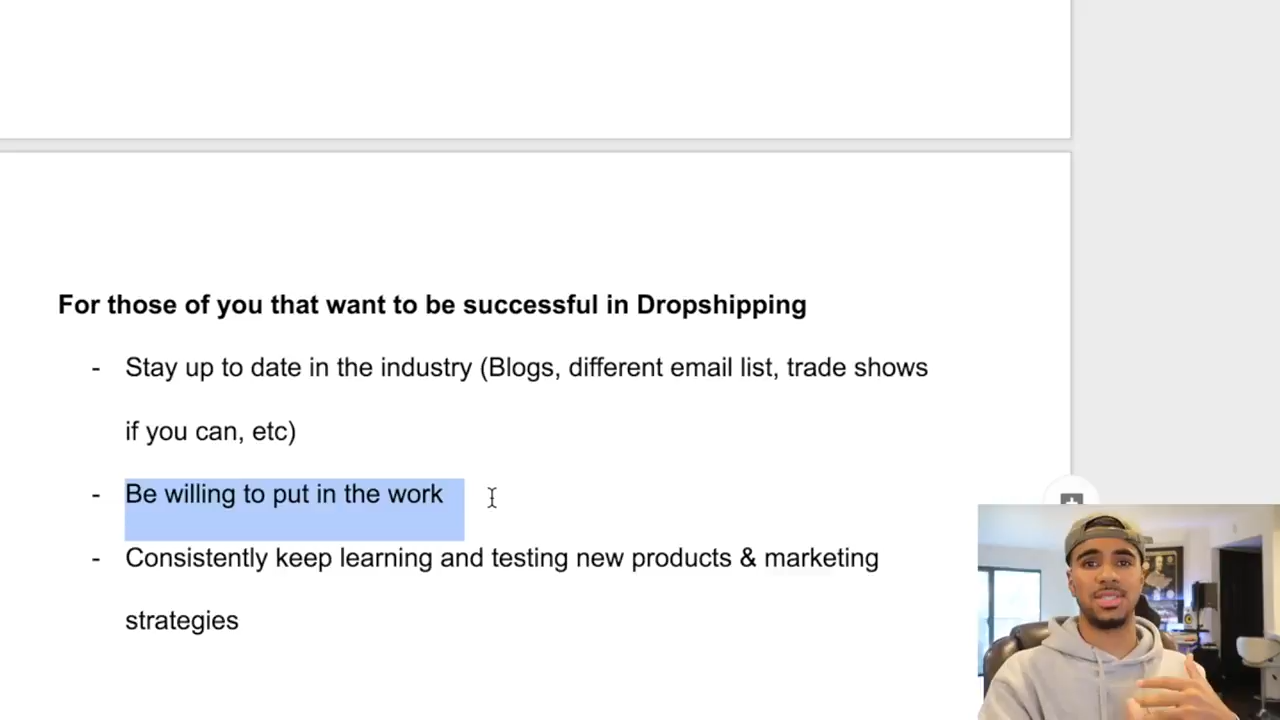 For those of you that want to be successful in Dropshipping
- Stay up to date in the industry (Blogs, different email list, trade shows
if you can, etc)
- Be willing to put in the work
- Consistently keep learning and testing new products & marketing
strategies